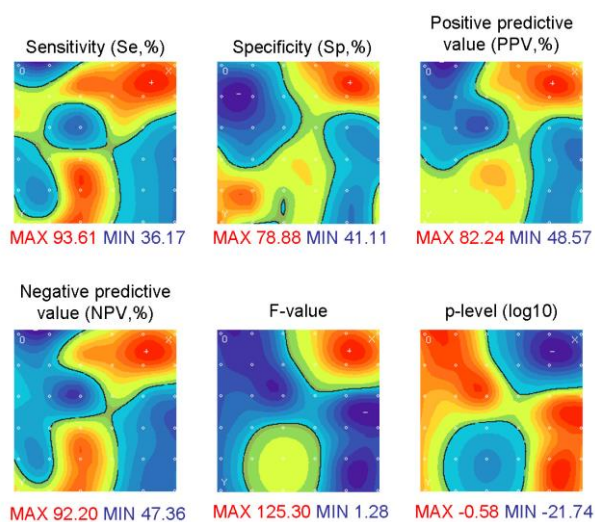 Sensitivity (Se,%)
Specificity (Sp,%)
Positive predictive
value (PPV,%)
0 X
Y
MAX 93.61 MIN 36.17
MAX 78.88 MIN 41.11
MAX 82.24 MIN 48.57
Negative predictive
value (NPV,%)
F-value
p-level (log10)
0 X
Y
MAX 92.20 MIN 47.36
MAX 125.30 MIN 1.28
MAX -0.58 MIN -21.74